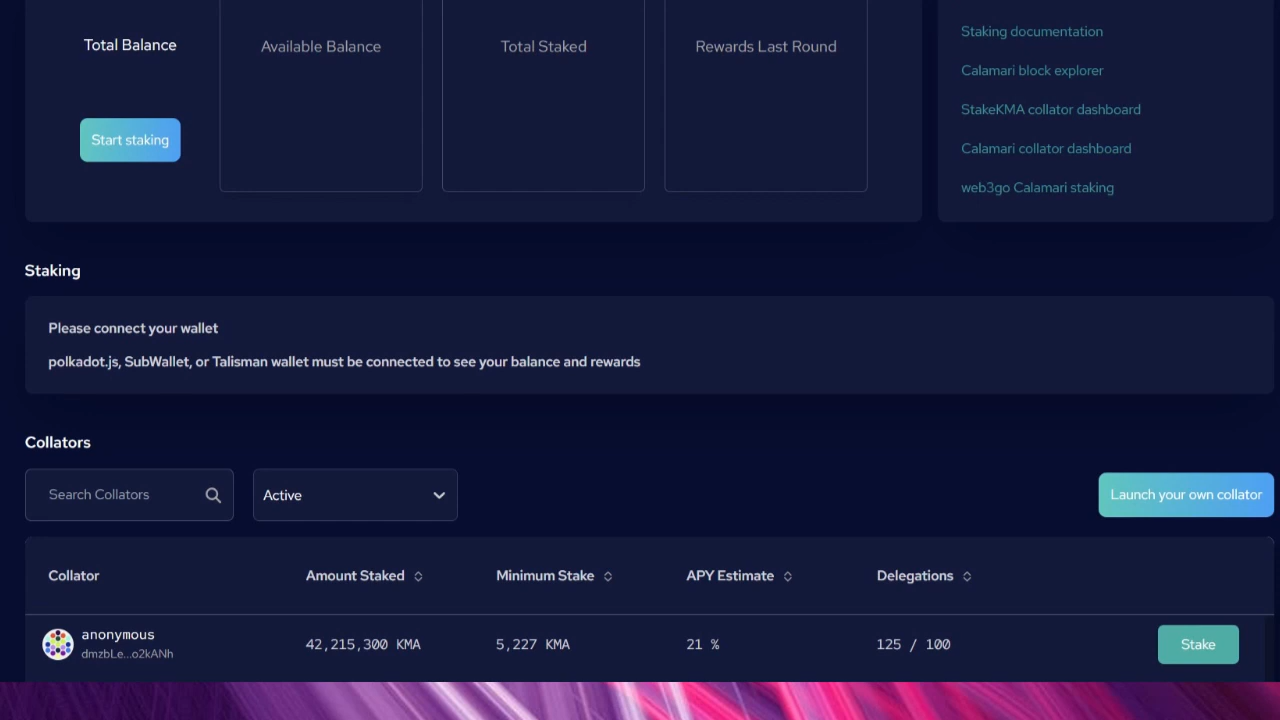 Total Balance
Available Balance
Total Staked
Rewards Last Round
Start staking
Staking documentation
Calamari block explorer
StakeKMA collator dashboard
Calamari collator dashboard
web3go Calamari staking
Staking
Please connect your wallet
polkadot.js, SubWallet, or Talisman wallet must be connected to see your balance and rewards
Collators
Search Collators
Active
Launch your own collator
Collator Amount Staked Minimum Stake APY Estimate Delegations
anonymous 42,215,300 KMA 5,227 KMA 21 % 125 / 100 Stake
dmzbLe...o2kANh